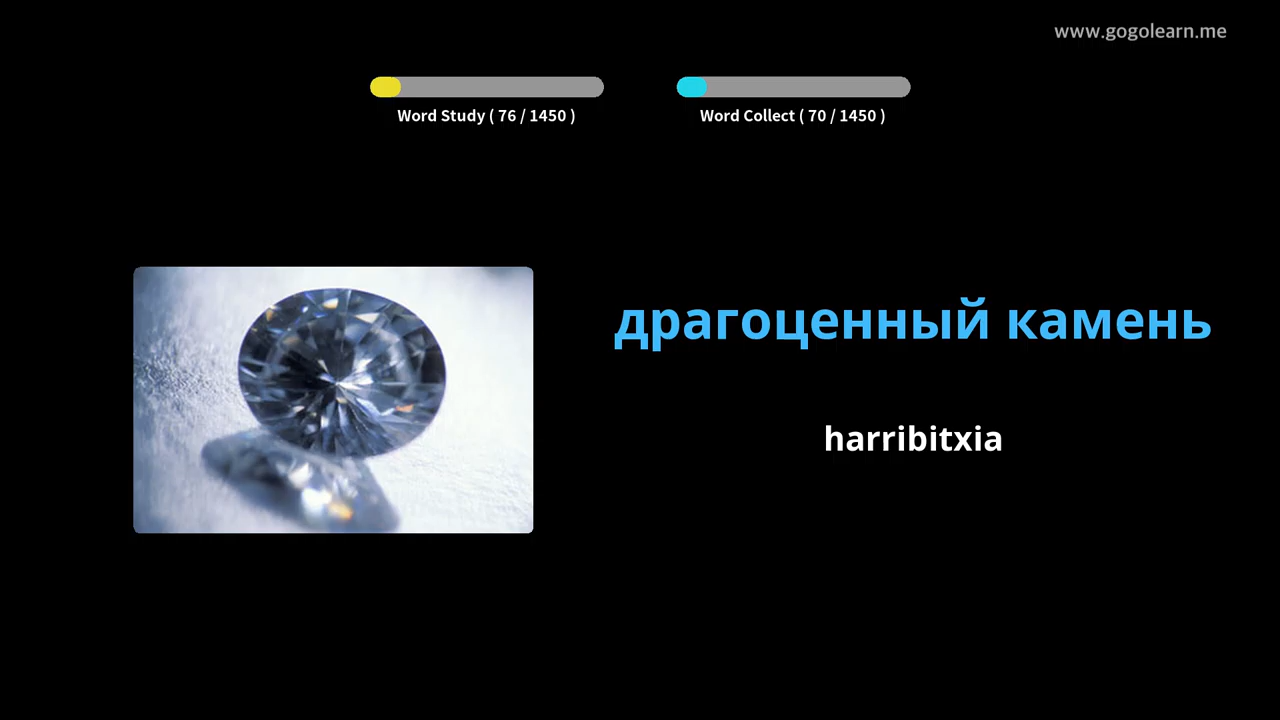 www.gogolearn.me
Word Study ( 76 / 1450 )
Word Collect ( 70 / 1450 )
драгоценный камень
harribitxia